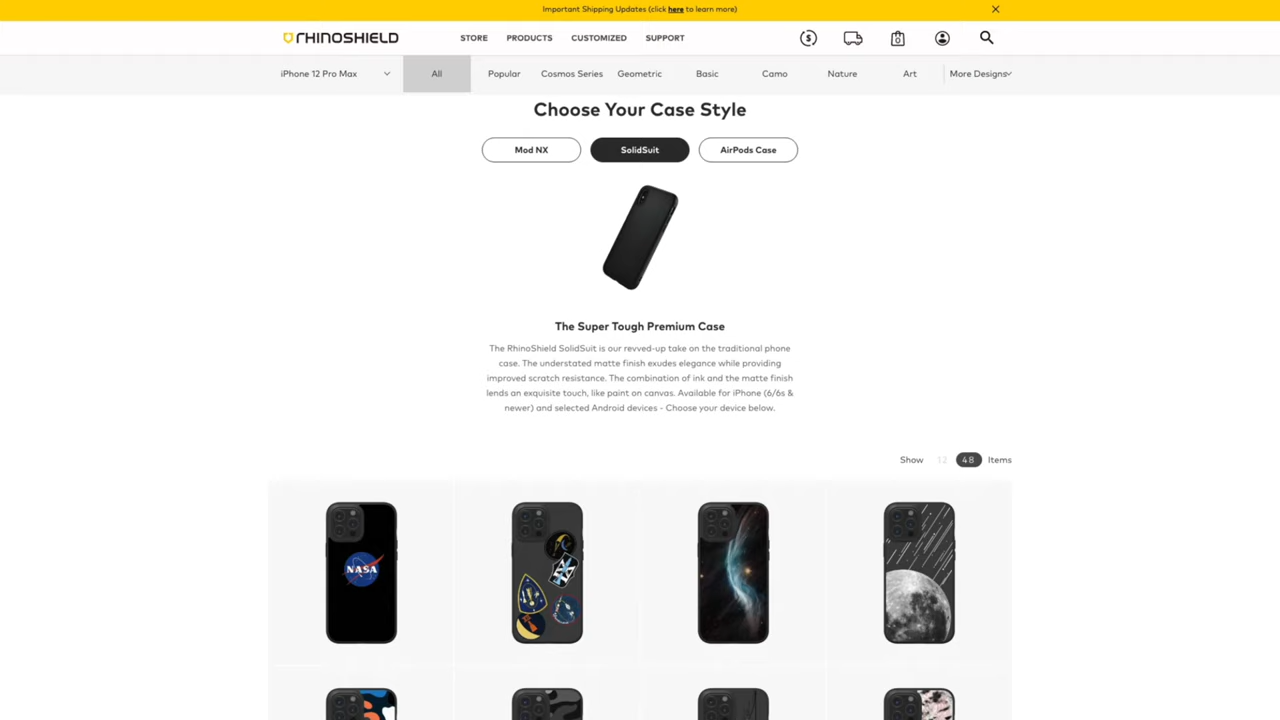 Important Shipping Updates (click here to learn more)
RHINOSHIELD
STORE PRODUCTS CUSTOMIZED SUPPORT
0
iPhone 12 Pro Max
All Popular Cosmos Series Geometric Basic Camo Nature Art More Designs
Choose Your Case Style
Mod NX SolidSuit AirPods Case
The Super Tough Premium Case
The RhinoShield SolidSuit is our revved-up take on the traditional phone
case. The understated matte finish exudes elegance while providing
improved scratch resistance. The combination of ink and the matte finish
lends an exquisite touch, like paint on canvas. Available for iPhone (6/6s &
newer) and selected Android devices - Choose your device below.
Show 12 48 Items
NASA